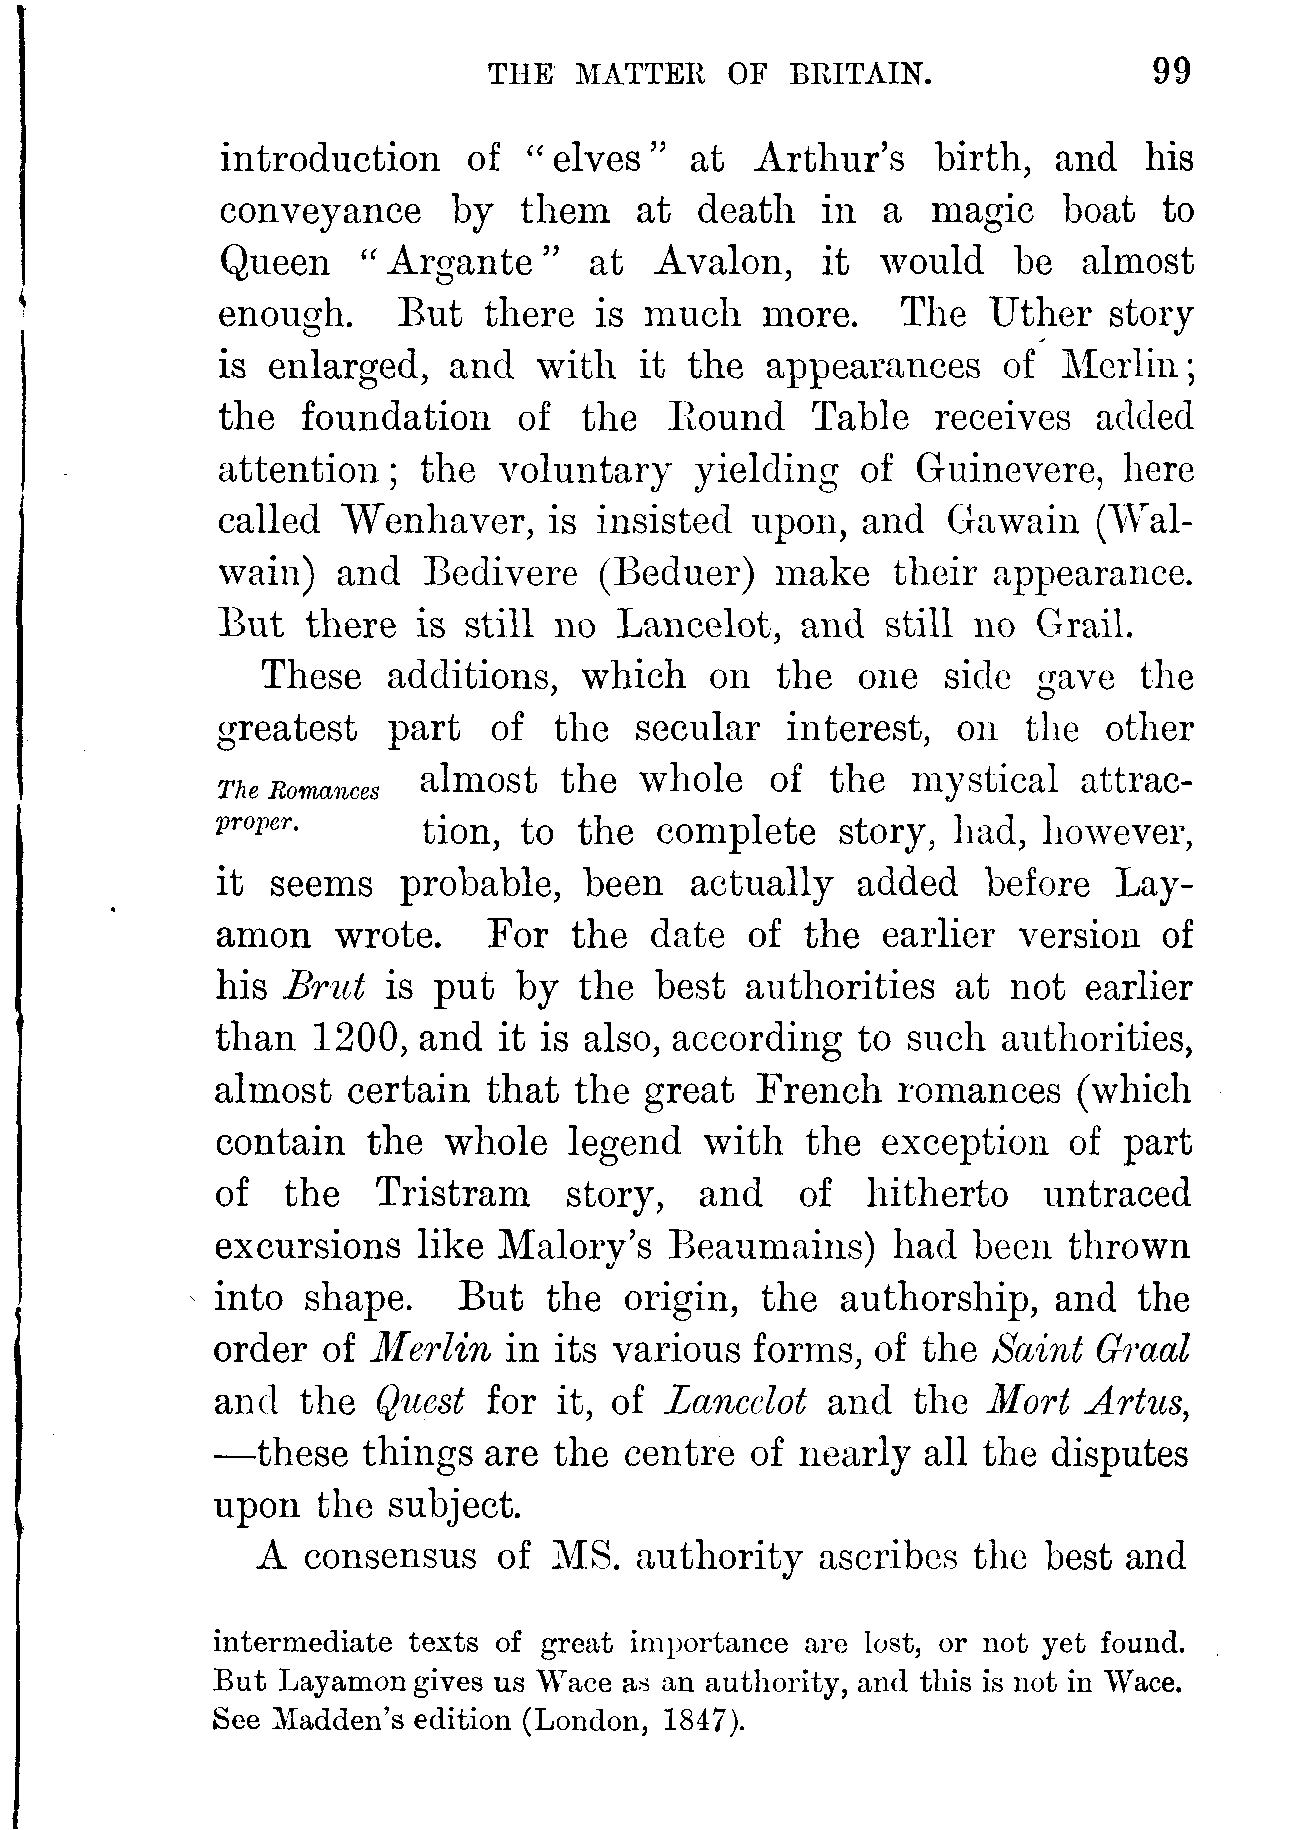 THE MATTER OF BRITAIN. 99
introduction of "elves" at Arthur's birth, and his
conveyance by them at death in a magic boat to
Queen "Argante" at Avalon, it would be almost
enough. But there is much more. The Uther story
is enlarged, and with it the appearances of Merlin;
the foundation of the Round Table receives added
attention; the voluntary yielding of Guinevere, here
called Wenhaver, is insisted upon, and Gawain (Wal-
wain) and Bedivere (Beduer) make their appearance.
But there is still no Lancelot, and still no Grail.
These additions, which on the one side gave the
greatest part of the secular interest, on the other
The Romances almost the whole of the mystical attrac-
proper. tion, to the complete story, had, however,
it seems probable, been actually added before Lay-
amon wrote. For the date of the earlier version of
his Brut is put by the best authorities at not earlier
than 1200, and it is also, according to such authorities,
almost certain that the great French romances (which
contain the whole legend with the exception of part
of the Tristram story, and of hitherto untraced
excursions like Malory's Beaumains) had been thrown
into shape. But the origin, the authorship, and the
order of Merlin in its various forms, of the Saint Graal
and the Quest for it, of Lancelot and the Mort Artus,
—these things are the centre of nearly all the disputes
upon the subject.
A consensus of MS. authority ascribes the best and
intermediate texts of great importance are lost, or not yet found.
But Layamon gives us Wace as an authority, and this is not in Wace.
See Madden's edition (London, 1847).